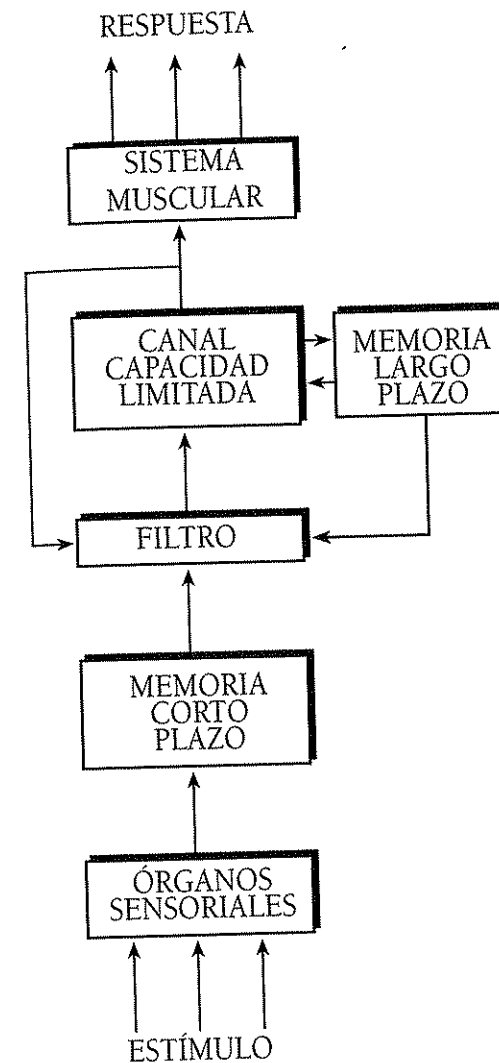 RESPUESTA
SISTEMA
MUSCULAR
CANAL
CAPACIDAD
LIMITADA
MEMORIA
LARGO
PLAZO
FILTRO
MEMORIA
CORTO
PLAZO
ÓRGANOS
SENSORIALES
ESTÍMULO